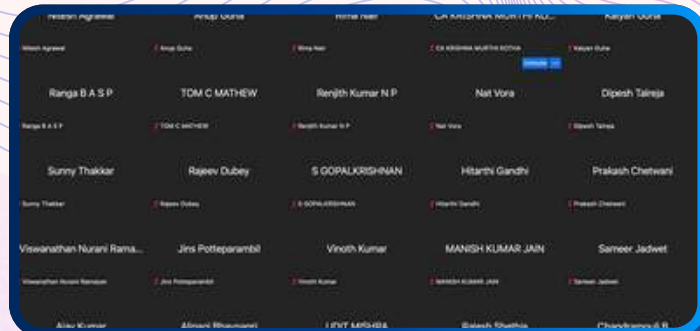 Nilesh Agrawal Anup Guha Rima Nair CA KRISHNA MURTHI KO... Kalyan Guha
Nilesh Agrawal Anup Guha Rima Nair CA KRISHNA MURTHI KOTHA Kalyan Guha
Unmute
Ranga B A S P TOM C MATHEW Renjith Kumar N P Nat Vora Dipesh Talreja
Ranga B A S P TOM C MATHEW Renjith Kumar N P Nat Vora Dipesh Talreja
Sunny Thakkar Rajeev Dubey S GOPALKRISHNAN Hitarthi Gandhi Prakash Chetwani
Sunny Thakkar Rajeev Dubey S GOPALKRISHNAN Hitarthi Gandhi Prakash Chetwani
Viswanathan Nurani Rama... Jins Potteparambil Vinoth Kumar MANISH KUMAR JAIN Sameer Jadwet
Viswanathan Nurani Ramasan Jins Potteparambil Vinoth Kumar MANISH KUMAR JAIN Sameer Jadwet
Ajay Kumar UDIT MISHRA Rajesh Shethia Chandramouli B